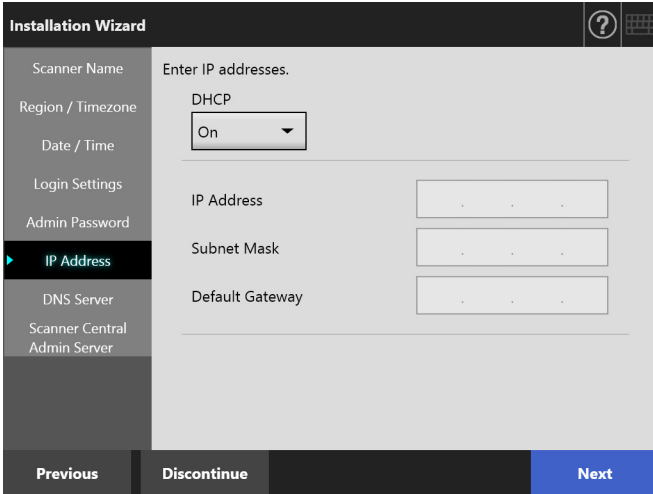 Installation Wizard
?
Scanner Name
Region / Timezone
Date / Time
Login Settings
Admin Password
IP Address
DNS Server
Scanner Central
Admin Server
Enter IP addresses.
DHCP
On
IP Address
. . .
Subnet Mask
. . .
Default Gateway
. . .
Previous
Discontinue
Next